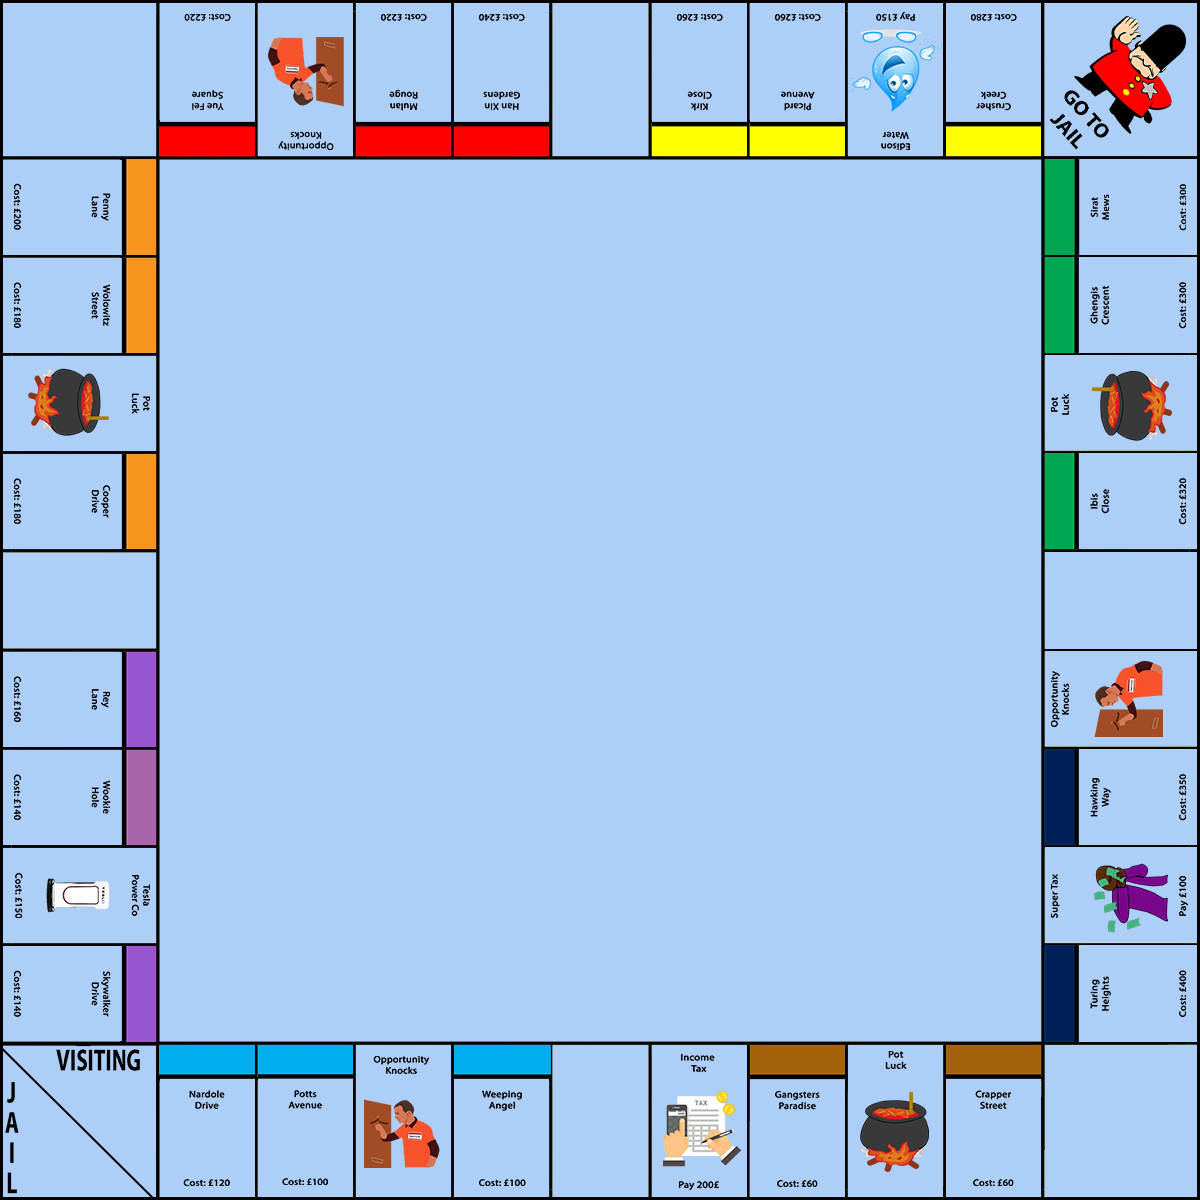 Cost: £220
Yue Fei
Square
Opportunity
Knocks
Cost: £220
Mulan
Rouge
Cost: £240
Han Xin
Gardens
Cost: £260
Kirk
Close
Cost: £260
Picard
Avenue
Pay £150
Edison
Water
Cost: £280
Crusher
Creek
GO TO
JAIL
Penny
Lane
Cost: £200
Wolowitz
Street
Cost: £180
Pot
Luck
Cooper
Drive
Cost: £180
Rey
Lane
Cost: £160
Wookie
Hole
Cost: £140
Tesla
Power Co
Cost: £150
Skywalker
Drive
Cost: £140
Sirat
Mews
Cost: £300
Ghengis
Crescent
Cost: £300
Pot
Luck
Ibis
Close
Cost: £320
Opportunity
Knocks
Hawking
Way
Cost: £350
Super Tax
Pay £100
Turing
Heights
Cost: £400
VISITING
JAIL
Nardole
Drive
Cost: £120
Potts
Avenue
Cost: £100
Opportunity
Knocks
Weeping
Angel
Cost: £100
Income
Tax
TAX
Pay 200£
Gangsters
Paradise
Cost: £60
Pot
Luck
Crapper
Street
Cost: £60